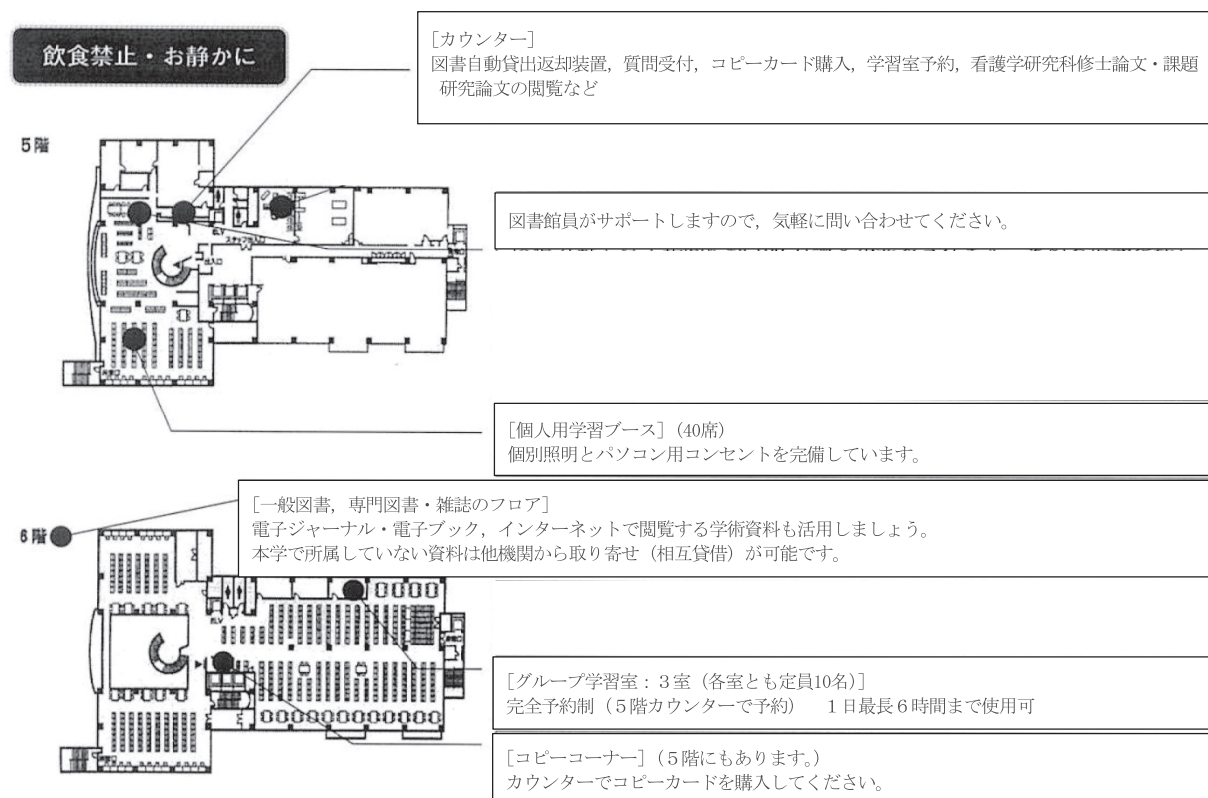 飲食禁止・お静かに
[カウンター]
図書自動貸出返却装置,質問受付,コピーカード購入,学習室予約,看護学研究科修士論文・課題
研究論文の閲覧など
5階
図書館員がサポートしますので,気軽に問い合わせてください。
ELV
スタッフ出入口
出入口
[個人用学習ブース](40席)
個別照明とパソコン用コンセントを完備しています。
[一般図書,専門図書・雑誌のフロア]
電子ジャーナル・電子ブック,インターネットで閲覧する学術資料も活用しましょう。
本学で所属していない資料は他機関から取り寄せ(相互貸借)が可能です。
6階
ELV
[グループ学習室:3室(各室とも定員10名)]
完全予約制(5階カウンターで予約) 1日最長6時間まで使用可
[コピーコーナー](5階にもあります。)
カウンターでコピーカードを購入してください。